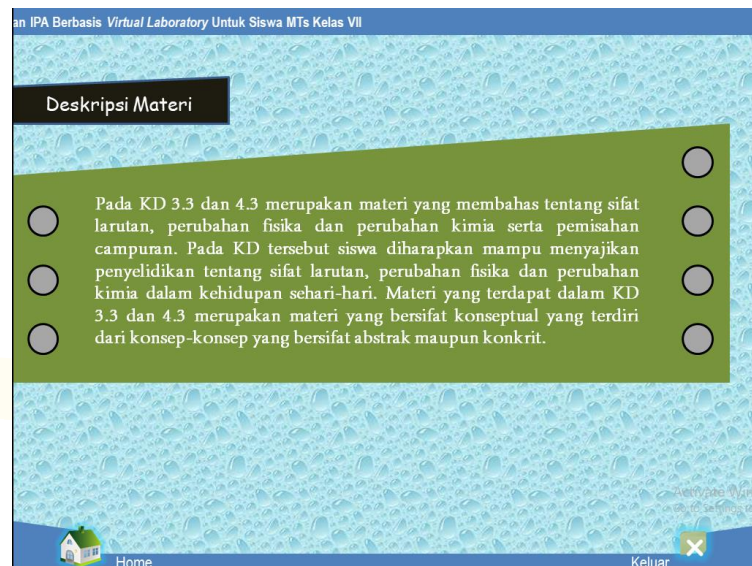 an IPA Berbasis Virtual Laboratory Untuk Siswa MTs Kelas VII
Deskripsi Materi
Pada KD 3.3 dan 4.3 merupakan materi yang membahas tentang sifat
larutan, perubahan fisika dan perubahan kimia serta pemisahan
campuran. Pada KD tersebut siswa diharapkan mampu menyajikan
penyelidikan tentang sifat larutan, perubahan fisika dan perubahan
kimia dalam kehidupan sehari-hari. Materi yang terdapat dalam KD
3.3 dan 4.3 merupakan materi yang bersifat konseptual yang terdiri
dari konsep-konsep yang bersifat abstrak maupun konkrit.
Activate
Home
Keluar